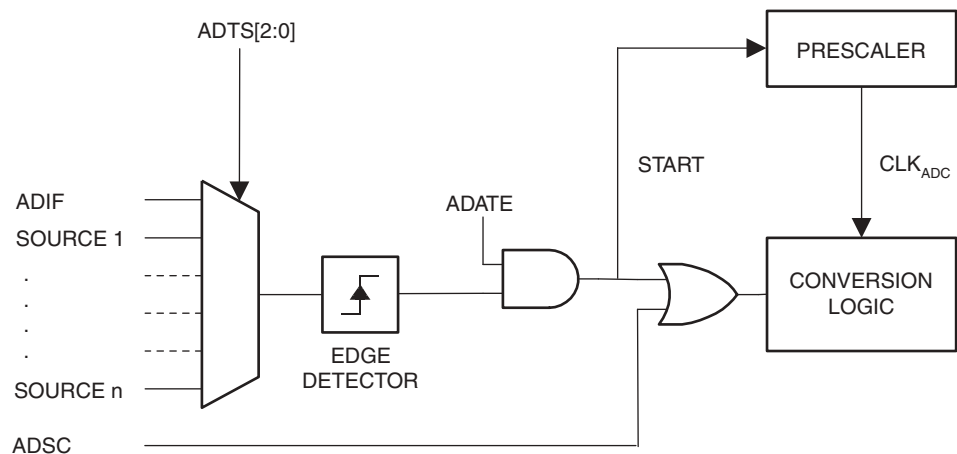 ADTS[2:0]
PRESCALER
START
CLKADC
ADIF
ADATE
SOURCE 1
.
.
.
.
CONVERSION
LOGIC
EDGE
DETECTOR
SOURCE n
ADSC